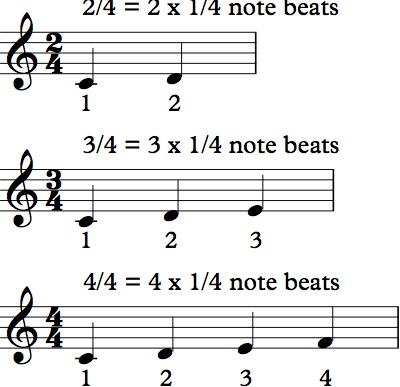 2/4 = 2 x 1/4 note beats
2
4
1 2
3/4 = 3 x 1/4 note beats
3
4
1 2 3
4/4 = 4 x 1/4 note beats
4
4
1 2 3 4